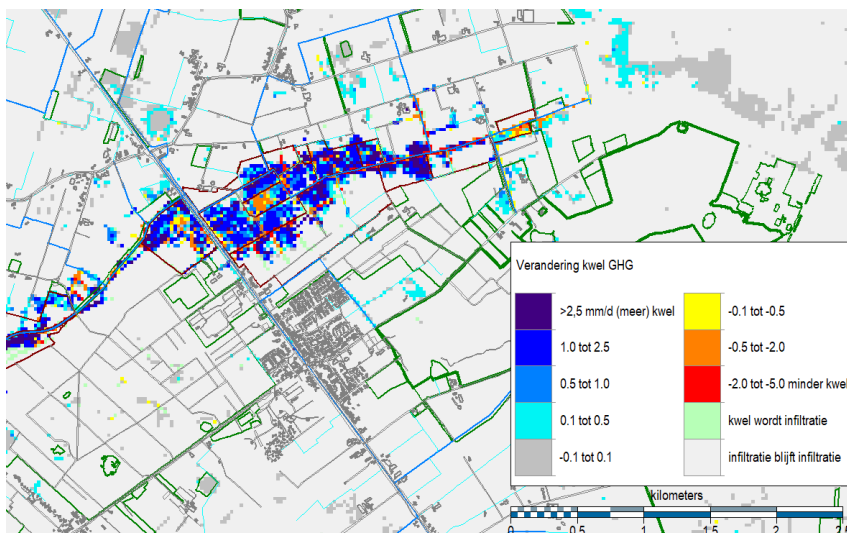 Verandering kwel GHG
>2,5 mm/d (meer) kwel
1.0 tot 2.5
0.5 tot 1.0
0.1 tot 0.5
-0.1 tot 0.1
-0.1 tot -0.5
-0.5 tot -2.0
-2.0 tot -5.0 minder kwel
kwel wordt infiltratie
infiltratie blijft infiltratie
kilometers
0 0.5 1 1.5 2 2.5